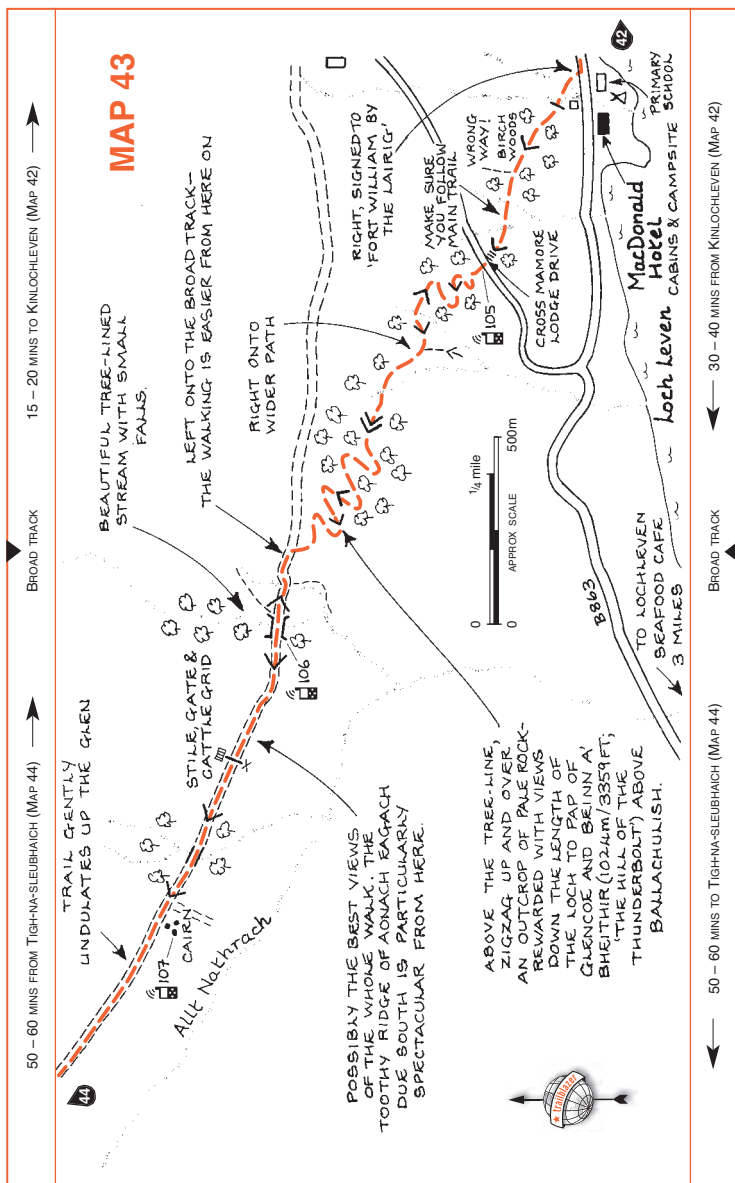 50 – 60 MINS FROM TIGH-NA-SLEUBHAICH (MAP 44)
BROAD TRACK
15 – 20 MINS TO KINLOCHLEVEN (MAP 42)
MAP 43
44
TRAIL GENTLY
UNDULATES UP THE GLEN
107
CAIRN
Allt Nathrach
STILE, GATE &
CATTLE GRID
BEAUTIFUL TREE-LINED
STREAM WITH SMALL
FALLS.
106
LEFT ONTO THE BROAD TRACK-
THE WALKING IS EASIER FROM HERE ON
RIGHT ONTO
WIDER PATH
RIGHT, SIGNED TO
'FORT WILLIAM BY
THE LAIRIG'
MAKE SURE
YOU FOLLOW
MAIN TRAIL
WRONG
WAY!
BIRCH
WOODS
105
CROSS MAMORE
LODGE DRIVE
42
PRIMARY
SCHOOL
MacDonald
Hotel
CABINS & CAMPSITE
Loch Leven
POSSIBLY THE BEST VIEWS
OF THE WHOLE WALK. THE
TOOTHY RIDGE OF AONACH EAGACH
DUE SOUTH IS PARTICULARLY
SPECTACULAR FROM HERE.
ABOVE THE TREE-LINE,
ZIGZAG UP AND OVER
AN OUTCROP OF PALE ROCK-
REWARDED WITH VIEWS
DOWN THE LENGTH OF
THE LOCH TO PAP OF
GLENCOE AND BEINN A'
BHEITHIR (1024M/3359FT;
'THE HILL OF THE
THUNDERBOLT') ABOVE
BALLACHULISH.
0
1/4 mile
0
500m
APPROX SCALE
B863
TO LOCHLEVEN
SEAFOOD CAFE
3 MILES
★ trailblazer
50 – 60 MINS TO TIGH-NA-SLEUBHAICH (MAP 44)
BROAD TRACK
30 – 40 MINS FROM KINLOCHLEVEN (MAP 42)